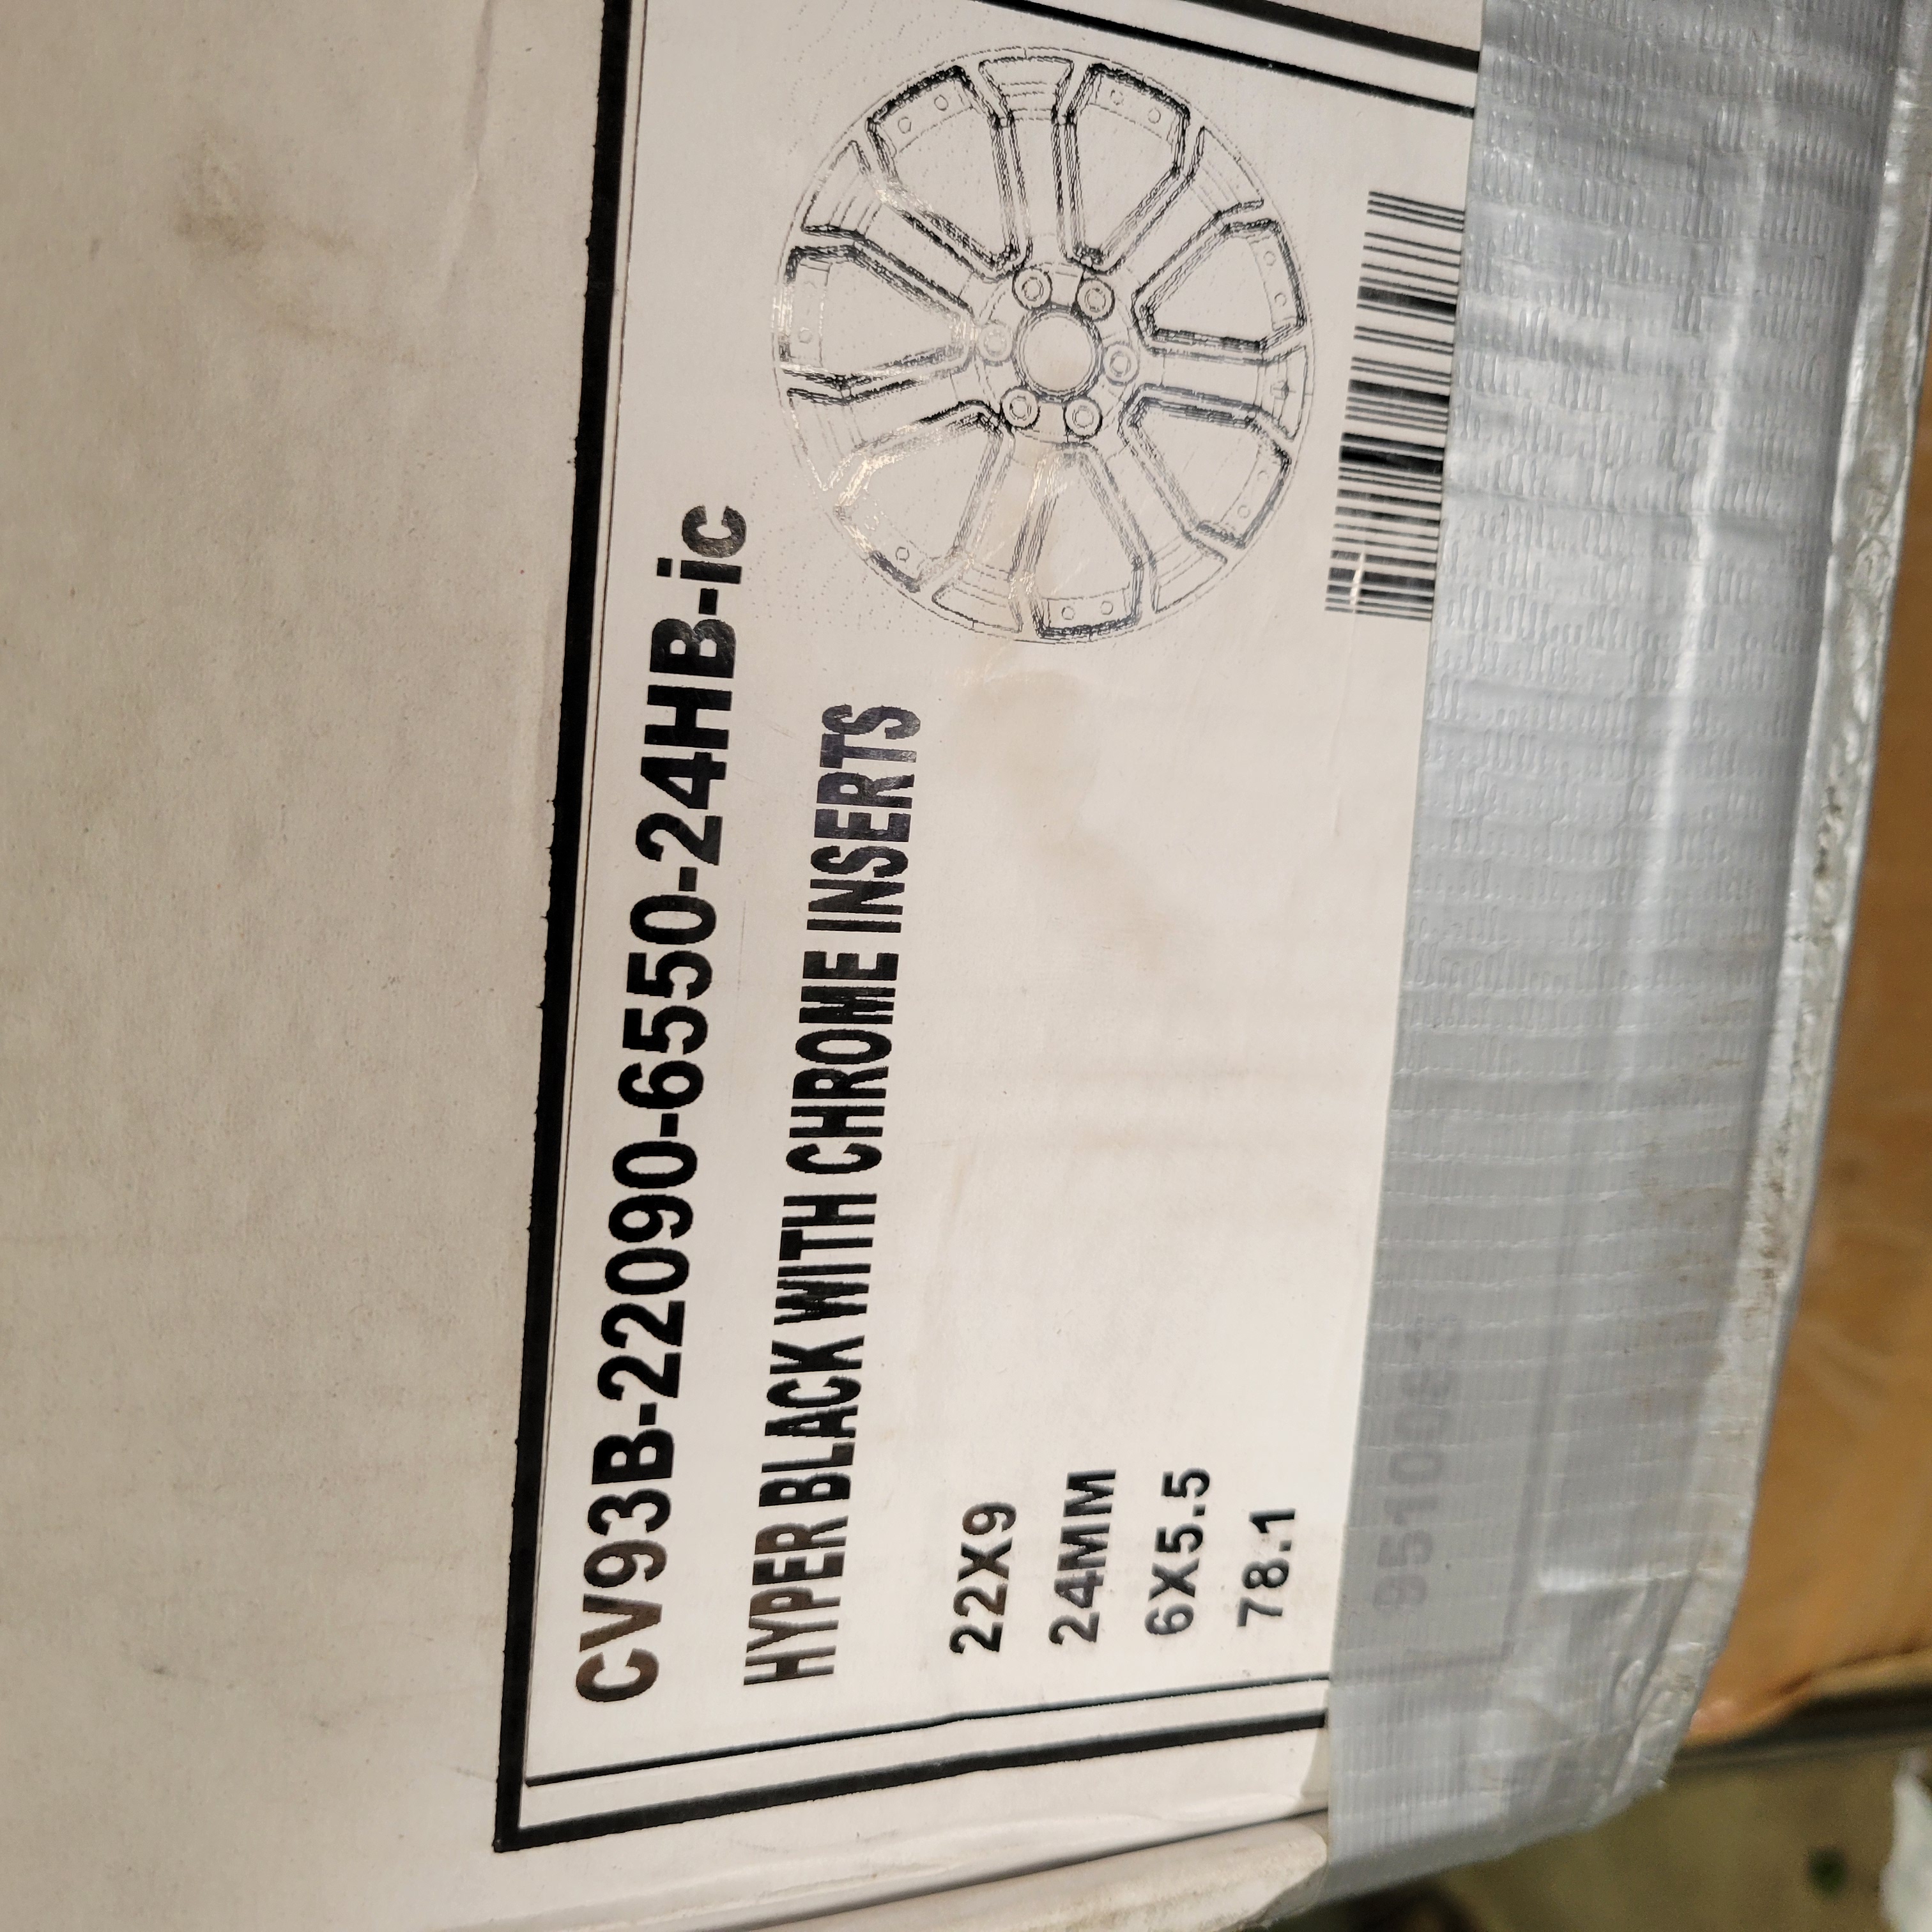 CV93B-22090-6550-24HB-ic
HYPER BLACK WITH CHROME INSERTS
22X9
24MM
6X5.5
78.1